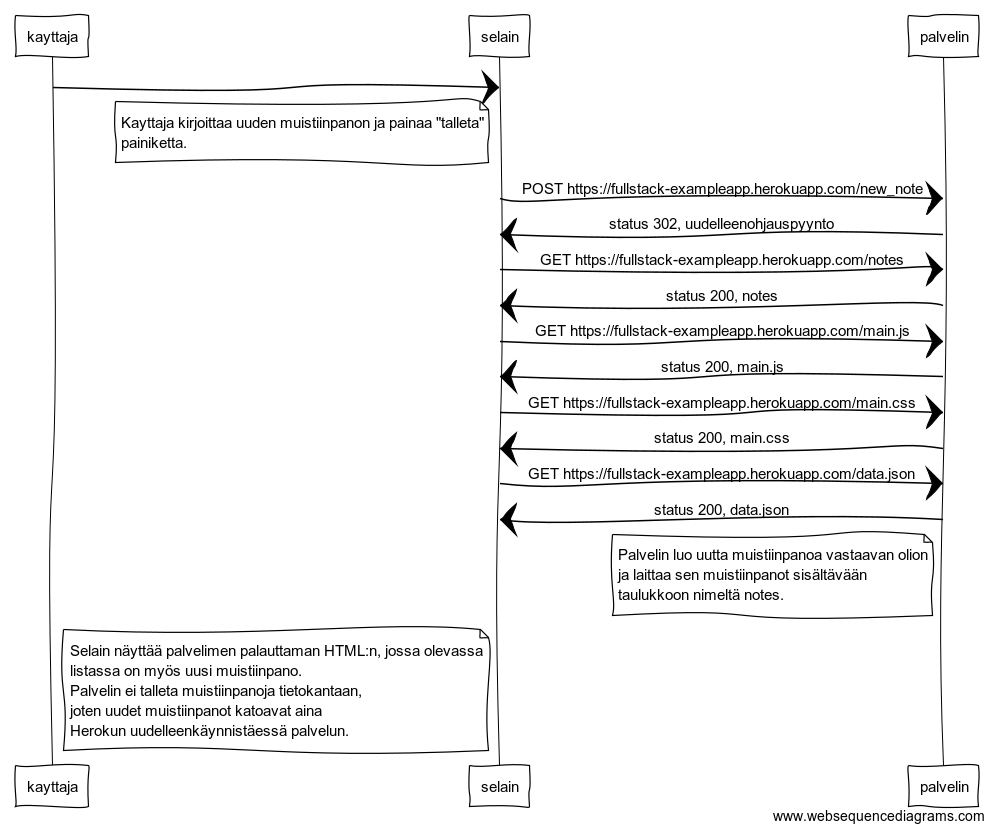 kayttaja
selain
palvelin
Kayttaja kirjoittaa uuden muistiinpanon ja painaa "talleta"
painiketta.
POST https://fullstack-exampleapp.herokuapp.com/new_note
status 302, uudelleenohjauspyynto
GET https://fullstack-exampleapp.herokuapp.com/notes
status 200, notes
GET https://fullstack-exampleapp.herokuapp.com/main.js
status 200, main.js
GET https://fullstack-exampleapp.herokuapp.com/main.css
status 200, main.css
GET https://fullstack-exampleapp.herokuapp.com/data.json
status 200, data.json
Palvelin luo uutta muistiinpanoa vastaavan olion
ja laittaa sen muistiinpanot sisältävään
taulukkoon nimeltä notes.
Selain näyttää palvelimen palauttaman HTML:n, jossa olevassa
listassa on myös uusi muistiinpano.
Palvelin ei talleta muistiinpanoja tietokantaan,
joten uudet muistiinpanot katoavat aina
Herokun uudelleenkäynnistäessä palvelun.
kayttaja
selain
palvelin
www.websequencediagrams.com